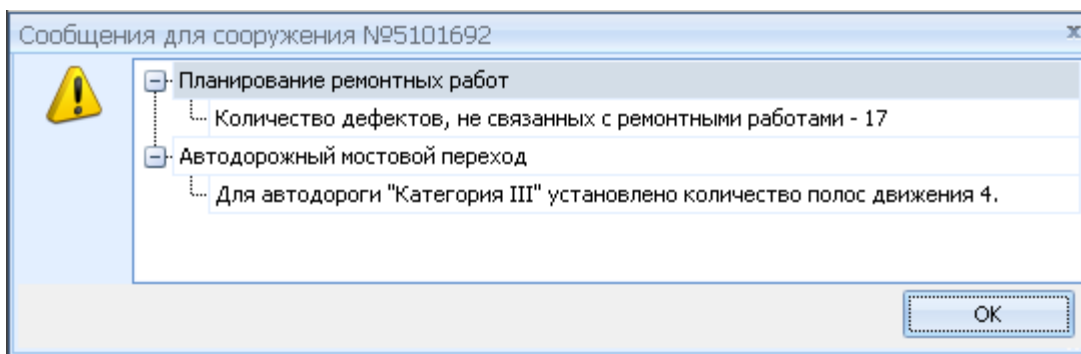 Сообщения для сооружения №5101692
Планирование ремонтных работ
Количество дефектов, не связанных с ремонтными работами - 17
Автодорожный мостовой переход
Для автодороги "Категория III" установлено количество полос движения 4.
OK